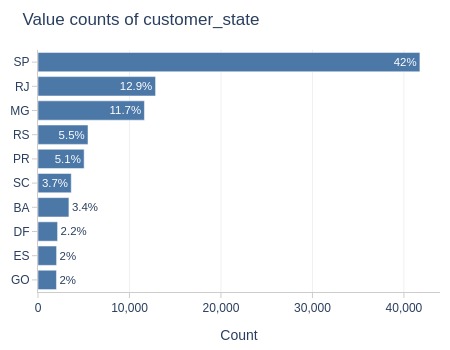 Value counts of customer_state
SP 42%
RJ 12.9%
MG 11.7%
RS 5.5%
PR 5.1%
SC 3.7%
BA 3.4%
DF 2.2%
ES 2%
GO 2%
0 10,000 20,000 30,000 40,000
Count